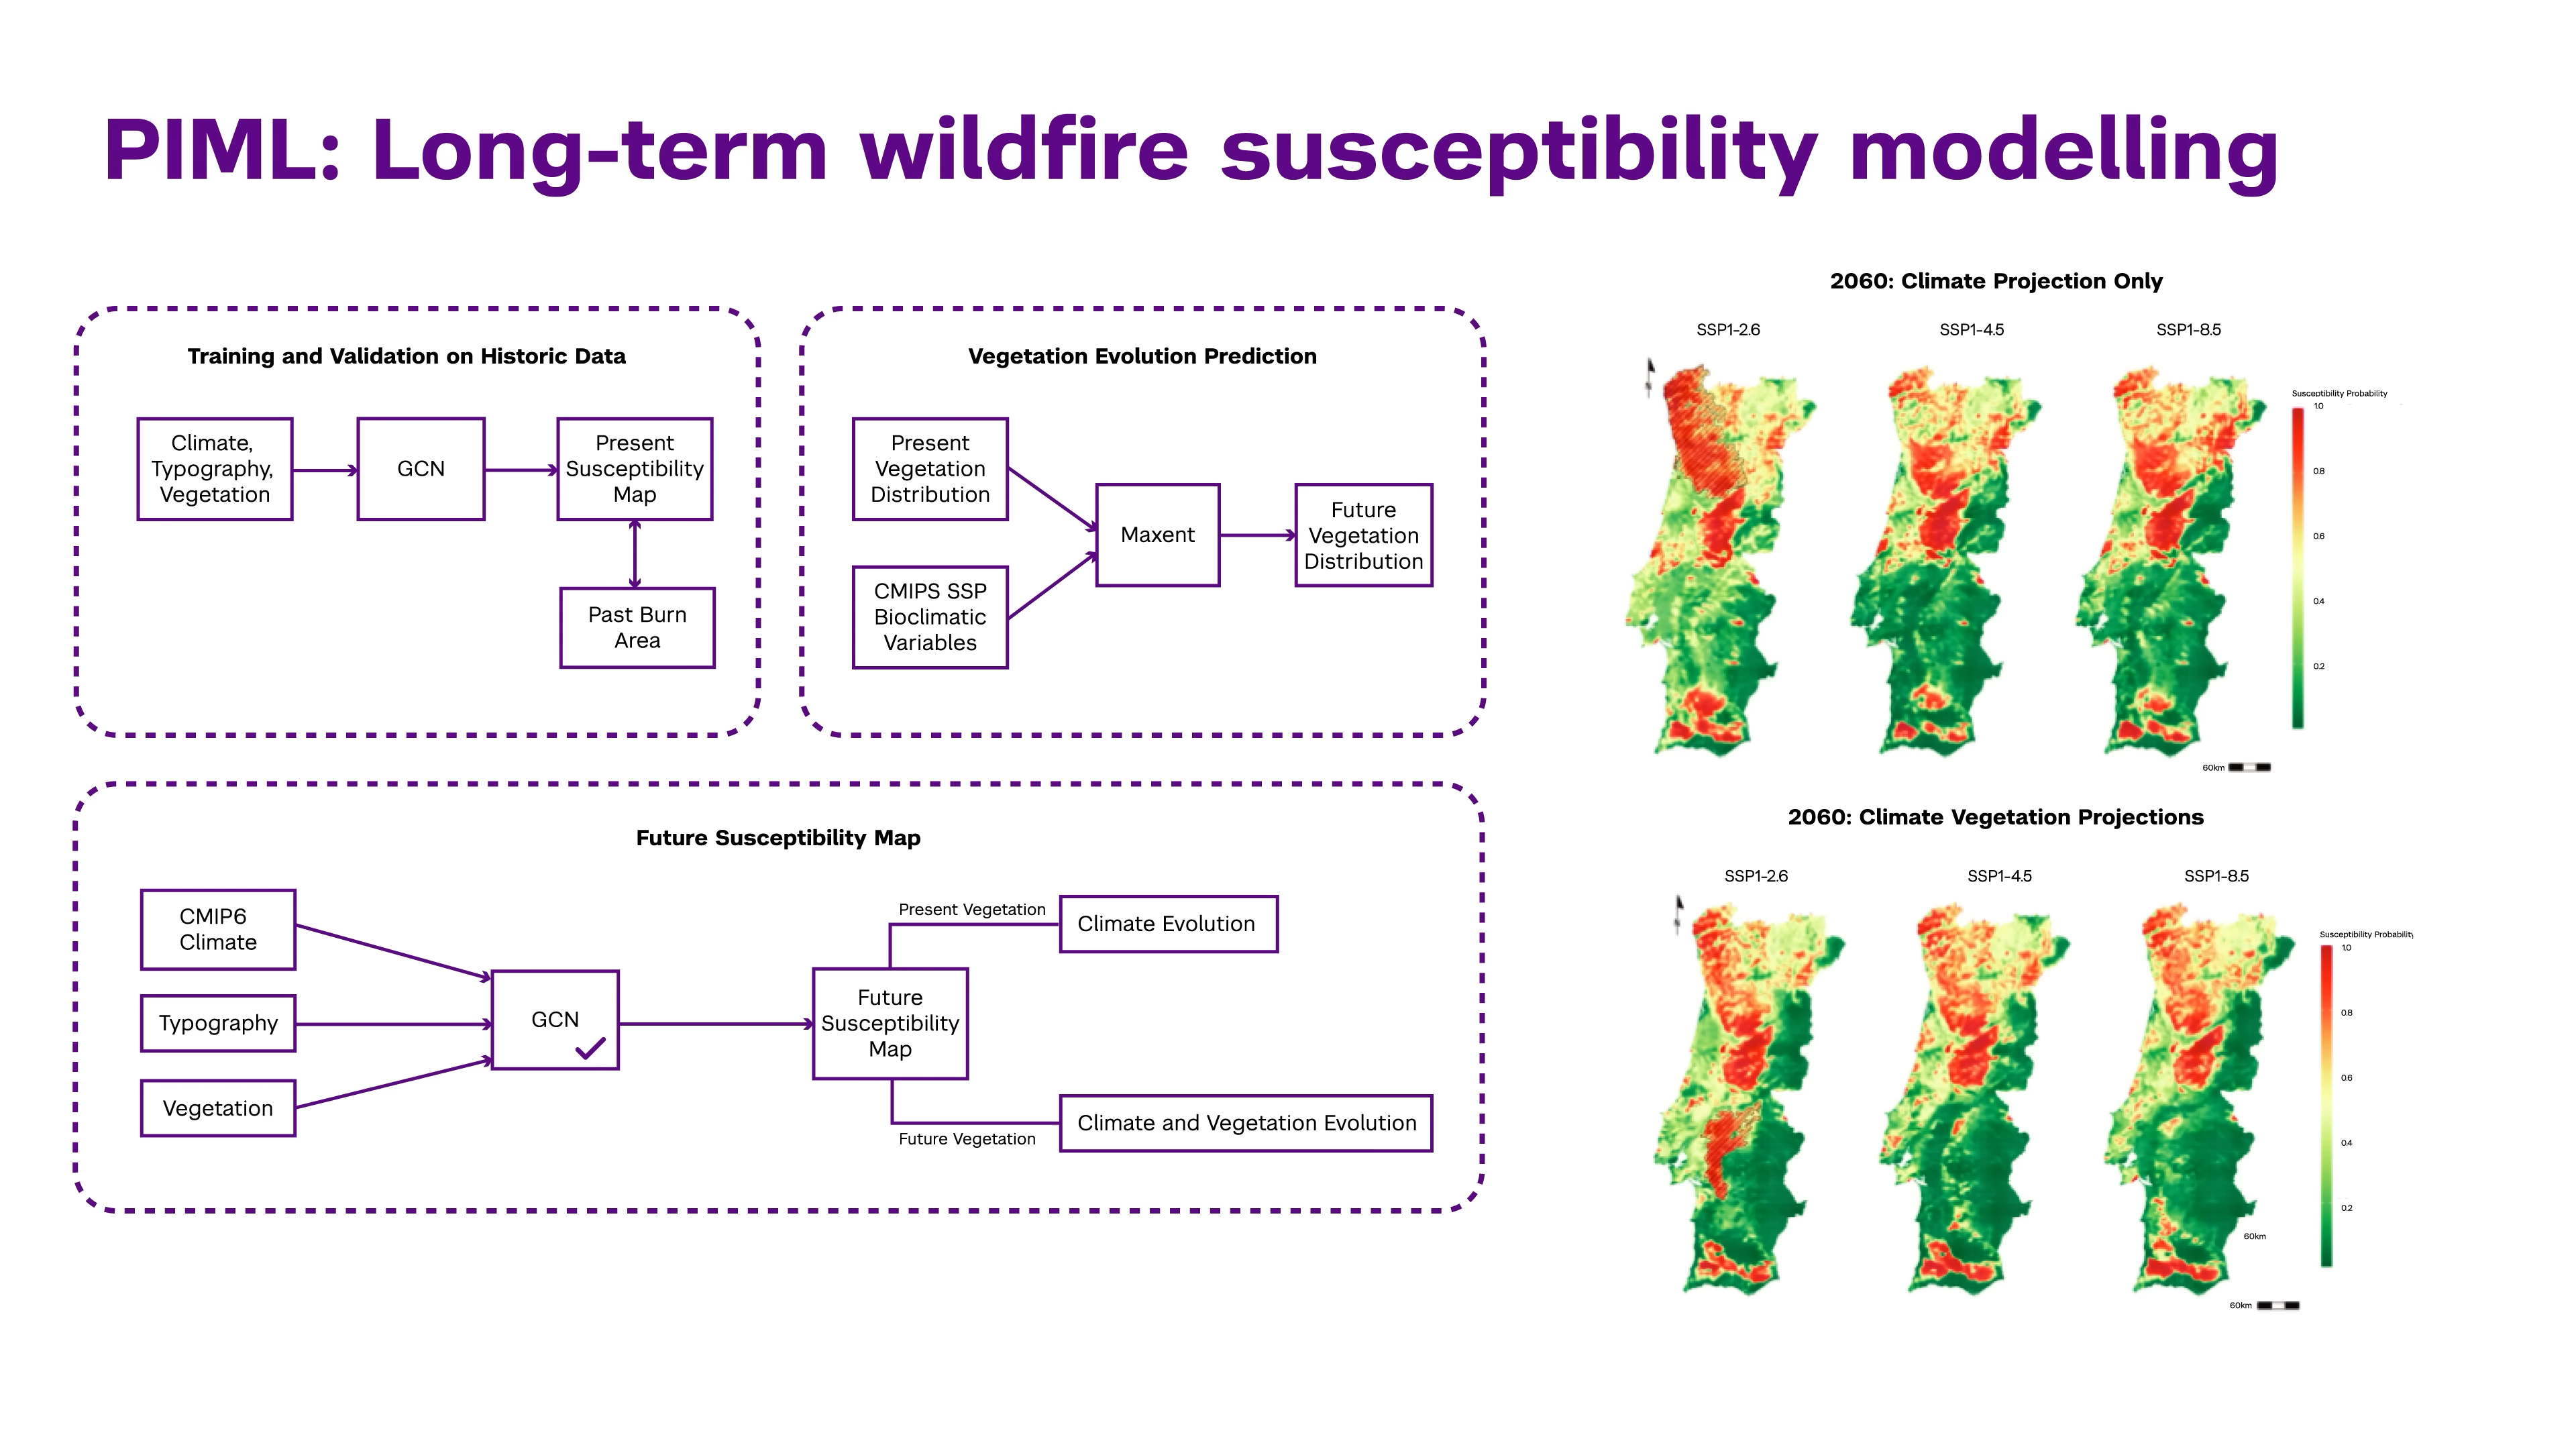 PIML: Long-term wildfire susceptibility modelling
Training and Validation on Historic Data
Climate,
Typography,
Vegetation
GCN
Present
Susceptibility
Map
Past Burn
Area
Vegetation Evolution Prediction
Present
Vegetation
Distribution
CMIPS SSP
Bioclimatic
Variables
Maxent
Future
Vegetation
Distribution
Future Susceptibility Map
CMIP6
Climate
Typography
Vegetation
GCN
Future
Susceptibility
Map
Present Vegetation
Climate Evolution
Future Vegetation
Climate and Vegetation Evolution
2060: Climate Projection Only
SSP1-2.6 SSP1-4.5 SSP1-8.5
N
Susceptibility Probability
1.0
0.8
0.6
0.4
0.2
60km
2060: Climate Vegetation Projections
SSP1-2.6 SSP1-4.5 SSP1-8.5
N
Susceptibility Probability
1.0
0.8
0.6
0.4
0.2
60km
60km